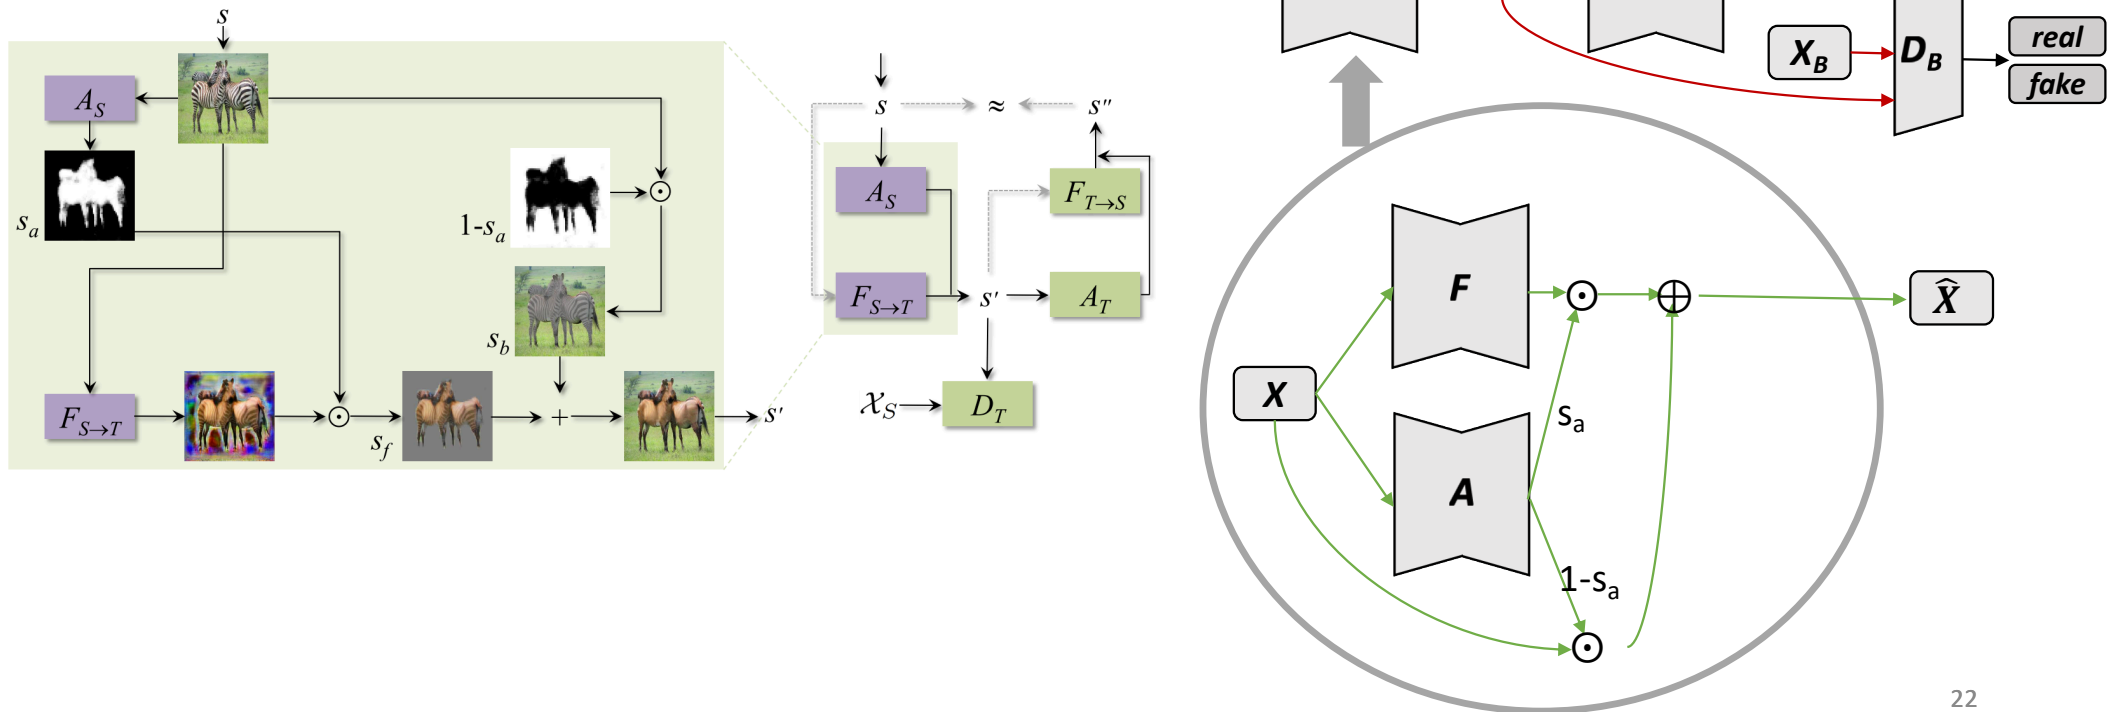 s
A_S
s_a
1-s_a
s_b
F_{S→T}
s_f
+
s'
s
≈
s''
A_S
F_{T→S}
F_{S→T}
s'
A_T
𝒳_S
D_T
X_B
D_B
real
fake
F
X̂
X
s_a
A
1-s_a
22